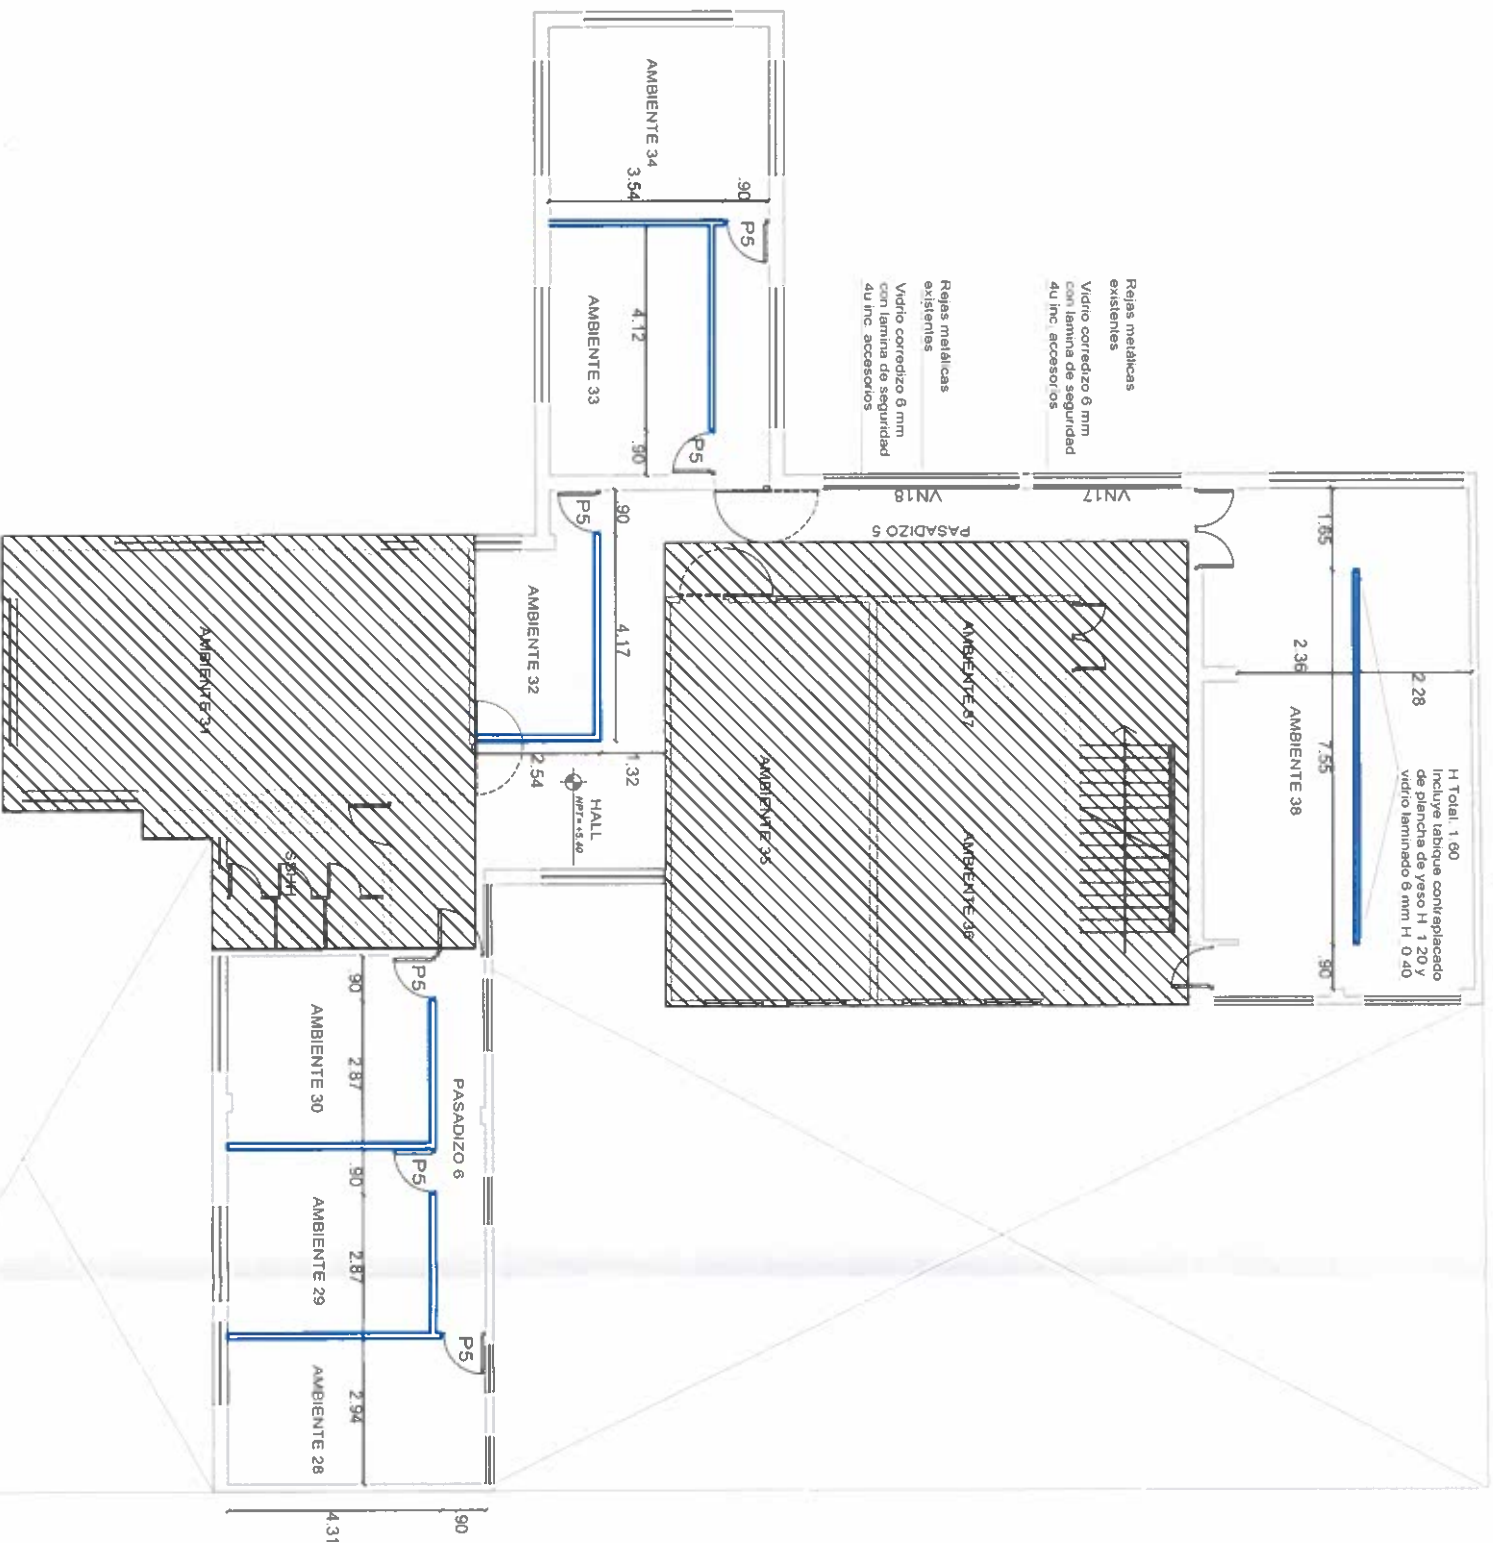 AMBIENTE 34
3.54
.90
P5
AMBIENTE 33
4.12
.90
P5
Rejas metálicas
existentes
Vidrio corredizo 6 mm
con lamina de seguridad
4u inc. accesorios
Rejas metálicas
existentes
Vidrio corredizo 6 mm
con lamina de seguridad
4u inc. accesorios
VN18
VN17
PASADIZO 5
1.65
2.36
2.28
7.55
.90
AMBIENTE 38
H Total. 1.60
Incluye tabique contraplacado
de plancha de yeso H 1.20 y
vidrio laminado 6 mm H 0.40
P5
.90
4.17
AMBIENTE 32
2.54
1.32
HALL
NPT= +5.40
AMBIENTE 31
AMBIENTE 37
AMBIENTE 35
AMBIENTE 36
SSHH
P5
.90
AMBIENTE 30
2.87
PASADIZO 6
P5
.90
AMBIENTE 29
2.87
P5
AMBIENTE 28
2.94
4.31
.90